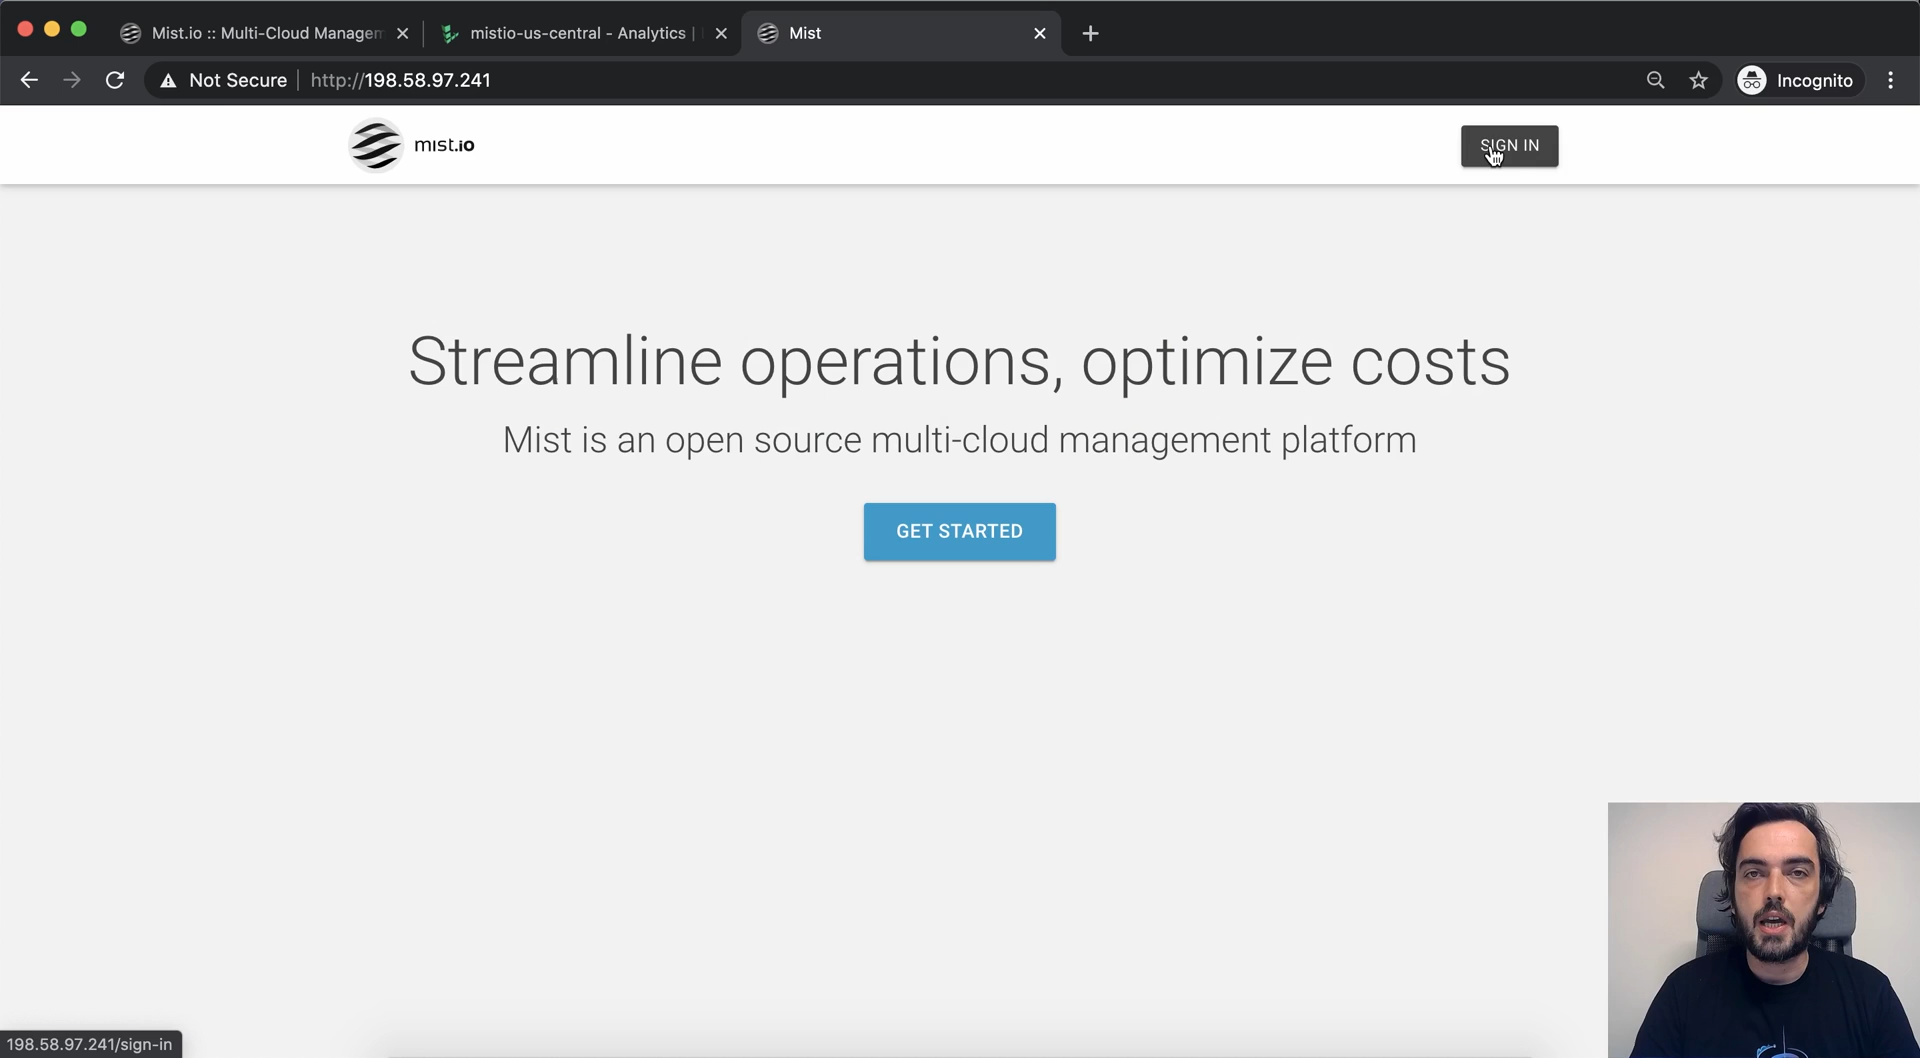 Mist.io :: Multi-Cloud Managem
mistio-us-central - Analytics |
Mist
Not Secure | http://198.58.97.241
Incognito
mist.io
SIGN IN
Streamline operations, optimize costs
Mist is an open source multi-cloud management platform
GET STARTED
198.58.97.241/sign-in